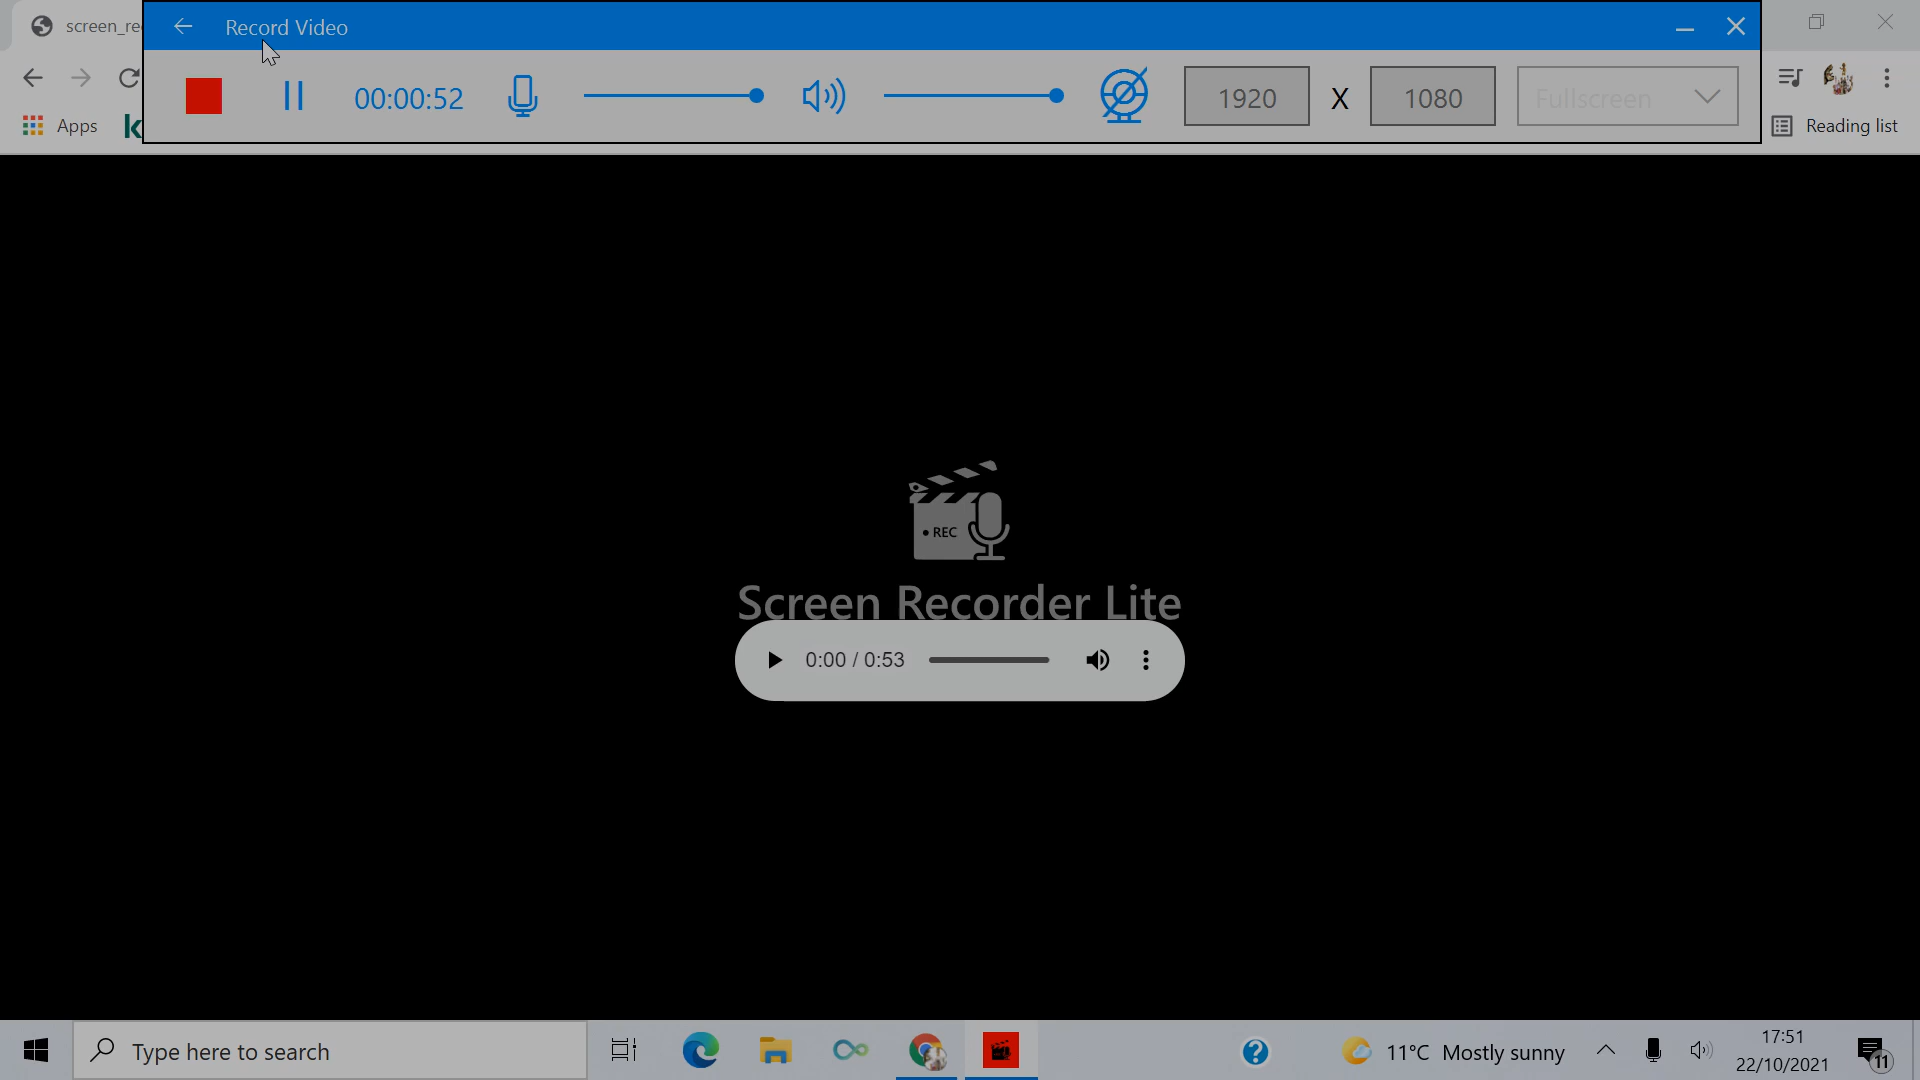 screen_re
Record Video
00:00:52
1920
X
1080
Fullscreen
Apps
k
Reading list
• REC
Screen Recorder Lite
0:00 / 0:53
Type here to search
11°C Mostly sunny
17:51
22/10/2021
11